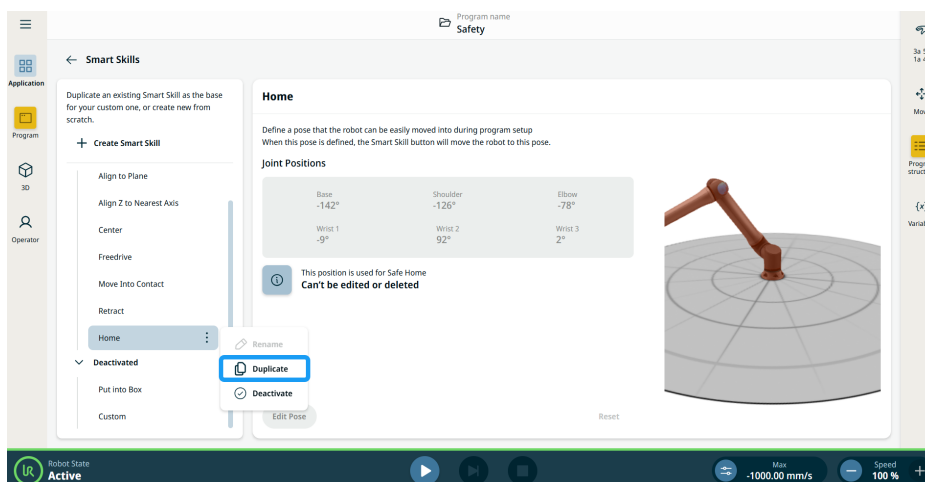 Program name
Safety
Smart Skills
Application
Program
3D
Operator
Duplicate an existing Smart Skill as the base
for your custom one, or create new from
scratch.
Create Smart Skill
Align to Plane
Align Z to Nearest Axis
Center
Freedrive
Move Into Contact
Retract
Home
Deactivated
Put into Box
Custom
Rename
Duplicate
Deactivate
Home
Define a pose that the robot can be easily moved into during program setup
When this pose is defined, the Smart Skill button will move the robot to this pose.
Joint Positions
Base
-142°
Shoulder
-126°
Elbow
-78°
Wrist 1
-9°
Wrist 2
92°
Wrist 3
2°
This position is used for Safe Home
Can't be edited or deleted
Edit Pose
Reset
UR
Robot State
Active
Max
-1000.00 mm/s
Speed
100 %